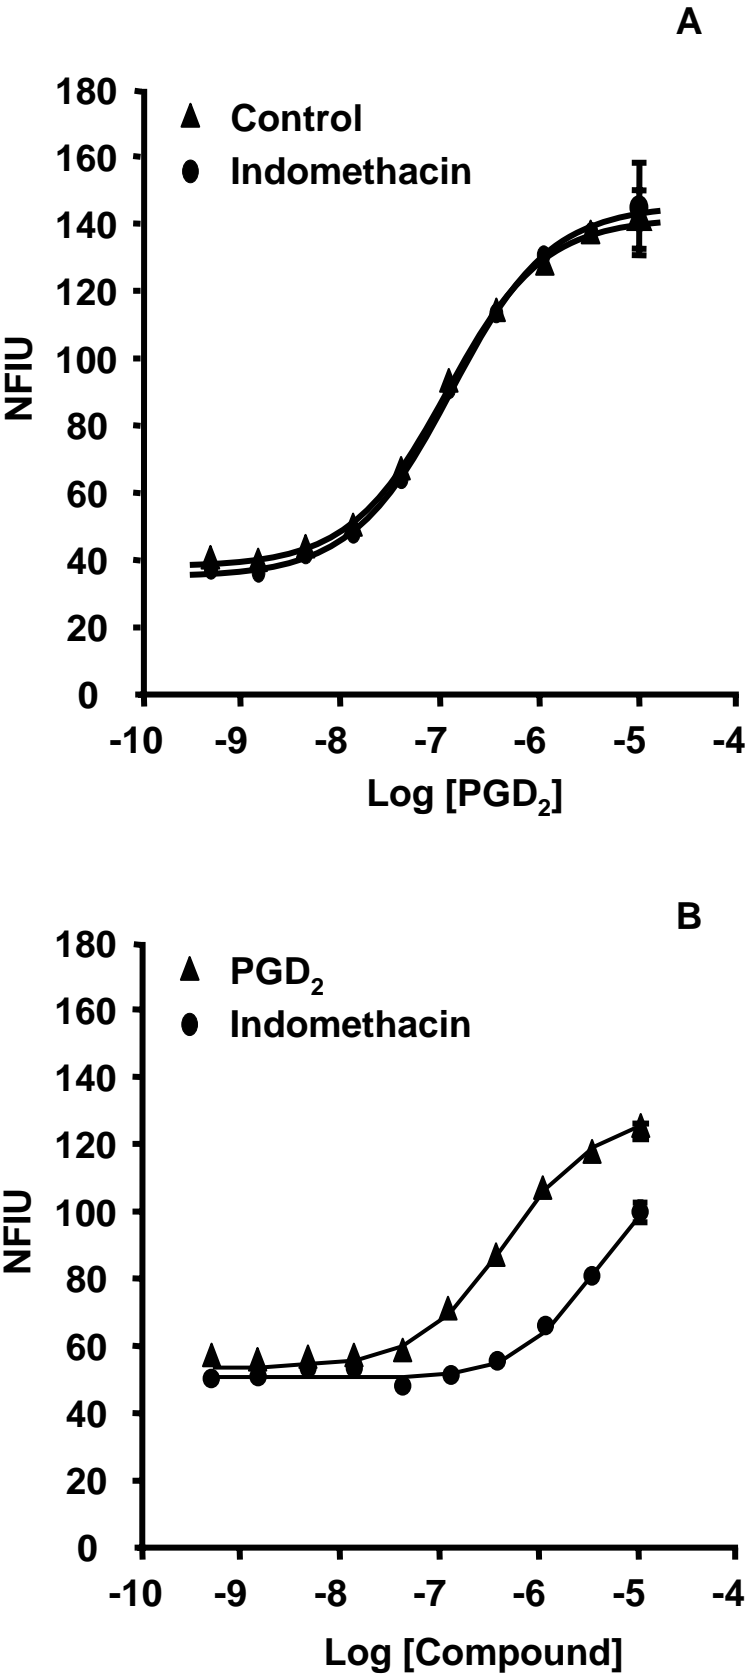 A
180
Control
160
Indomethacin
140
120
100
NFIU
80
60
40
20
0
-10 -9 -8 -7 -6 -5 -4
Log [PGD2]
B
180
PGD2
160
Indomethacin
140
120
100
NFIU
80
60
40
20
0
-10 -9 -8 -7 -6 -5 -4
Log [Compound]